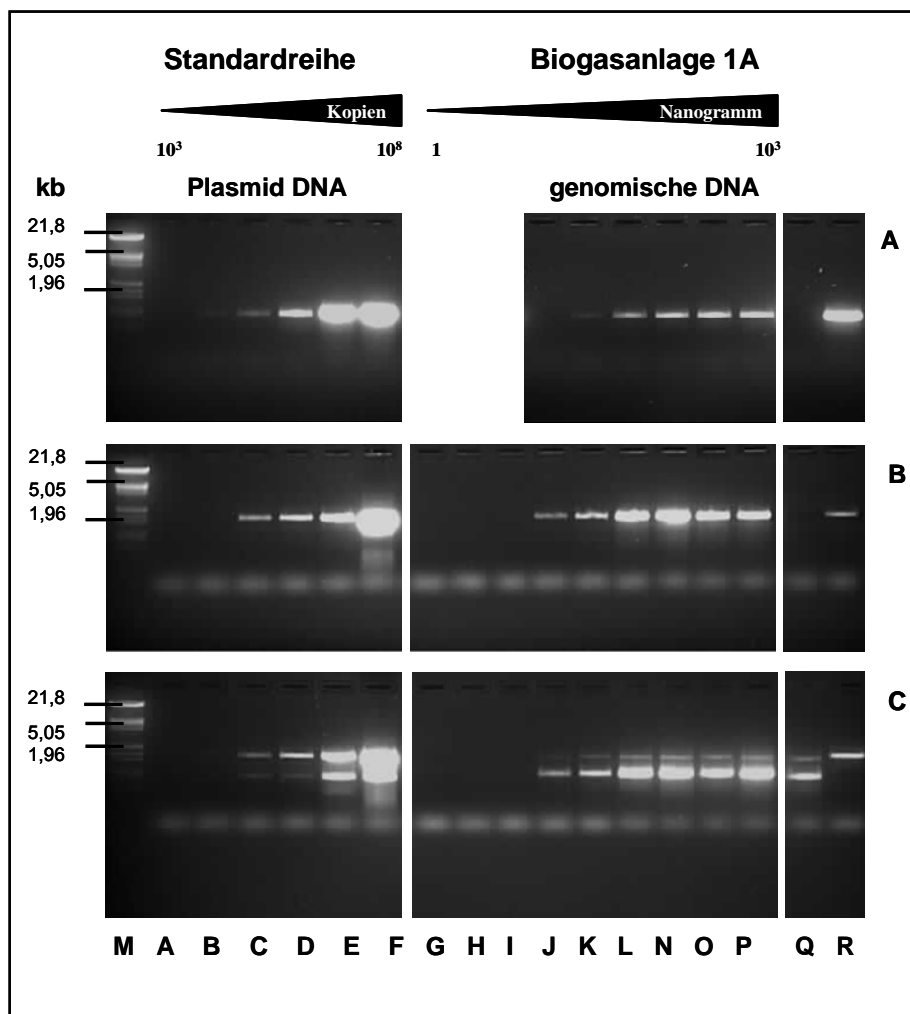 Standardreihe
Biogasanlage 1A
Kopien
Nanogramm
10³
10⁸
1
10³
kb
Plasmid DNA
genomische DNA
21,8
5,05
1,96
A
21,8
5,05
1,96
B
21,8
5,05
1,96
C
M A B C D E F G H I J K L N O P Q R